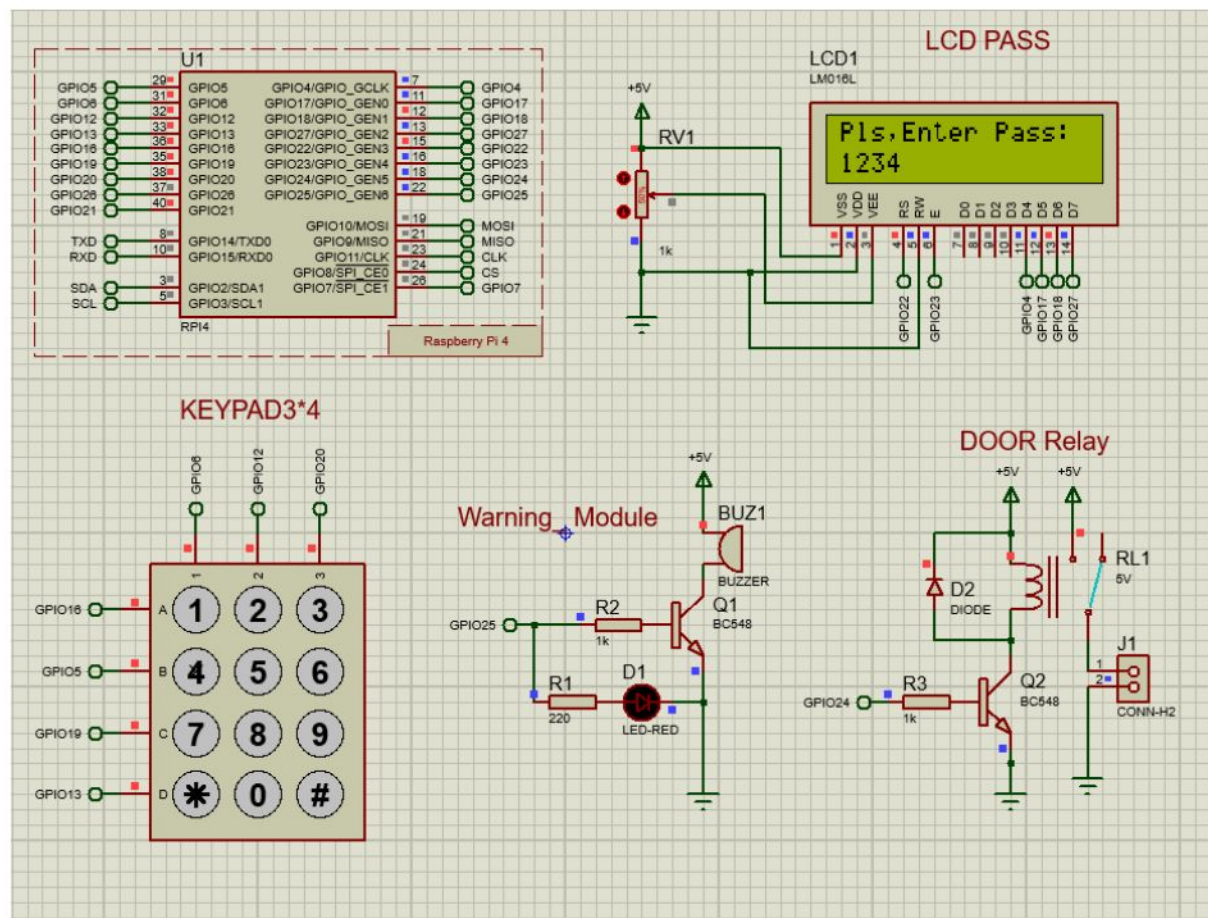 U1
29 GPIO5 GPIO5 GPIO4/GPIO_GCLK 7 GPIO4
31 GPIO6 GPIO6 GPIO17/GPIO_GEN0 11 GPIO17
32 GPIO12 GPIO12 GPIO18/GPIO_GEN1 12 GPIO18
33 GPIO13 GPIO13 GPIO27/GPIO_GEN2 13 GPIO27
36 GPIO16 GPIO16 GPIO22/GPIO_GEN3 15 GPIO22
35 GPIO19 GPIO19 GPIO23/GPIO_GEN4 16 GPIO23
38 GPIO20 GPIO20 GPIO24/GPIO_GEN5 18 GPIO24
37 GPIO26 GPIO26 GPIO25/GPIO_GEN6 22 GPIO25
40 GPIO21 GPIO21
GPIO10/MOSI 19 MOSI
TXD 8 GPIO14/TXD0 GPIO9/MISO 21 MISO
RXD 10 GPIO15/RXD0 GPIO11/CLK 23 CLK
GPIO8/SPI_CE0 24 CS
SDA 3 GPIO2/SDA1 GPIO7/SPI_CE1 26 GPIO7
SCL 5 GPIO3/SCL1
RPI4
Raspberry Pi 4
LCD PASS
LCD1
LM016L
+5V
RV1
50%
1k
Pls,Enter Pass:
1234
VSS VDD VEE RS RW E D0 D1 D2 D3 D4 D5 D6 D7
1 2 3 4 5 6 7 8 9 10 11 12 13 14
GPIO22 GPIO23 GPIO4 GPIO17 GPIO18 GPIO27
KEYPAD3*4
GPIO6 GPIO12 GPIO20
1 2 3
GPIO16 A 1 2 3
GPIO5 B 4 5 6
GPIO19 C 7 8 9
GPIO13 D * 0 #
Warning_ Module
+5V
BUZ1
BUZZER
Q1
BC548
GPIO25
R2
1k
R1
220
D1
LED-RED
DOOR Relay
+5V +5V
RL1
5V
D2
DIODE
J1
1
2
CONN-H2
Q2
BC548
GPIO24
R3
1k